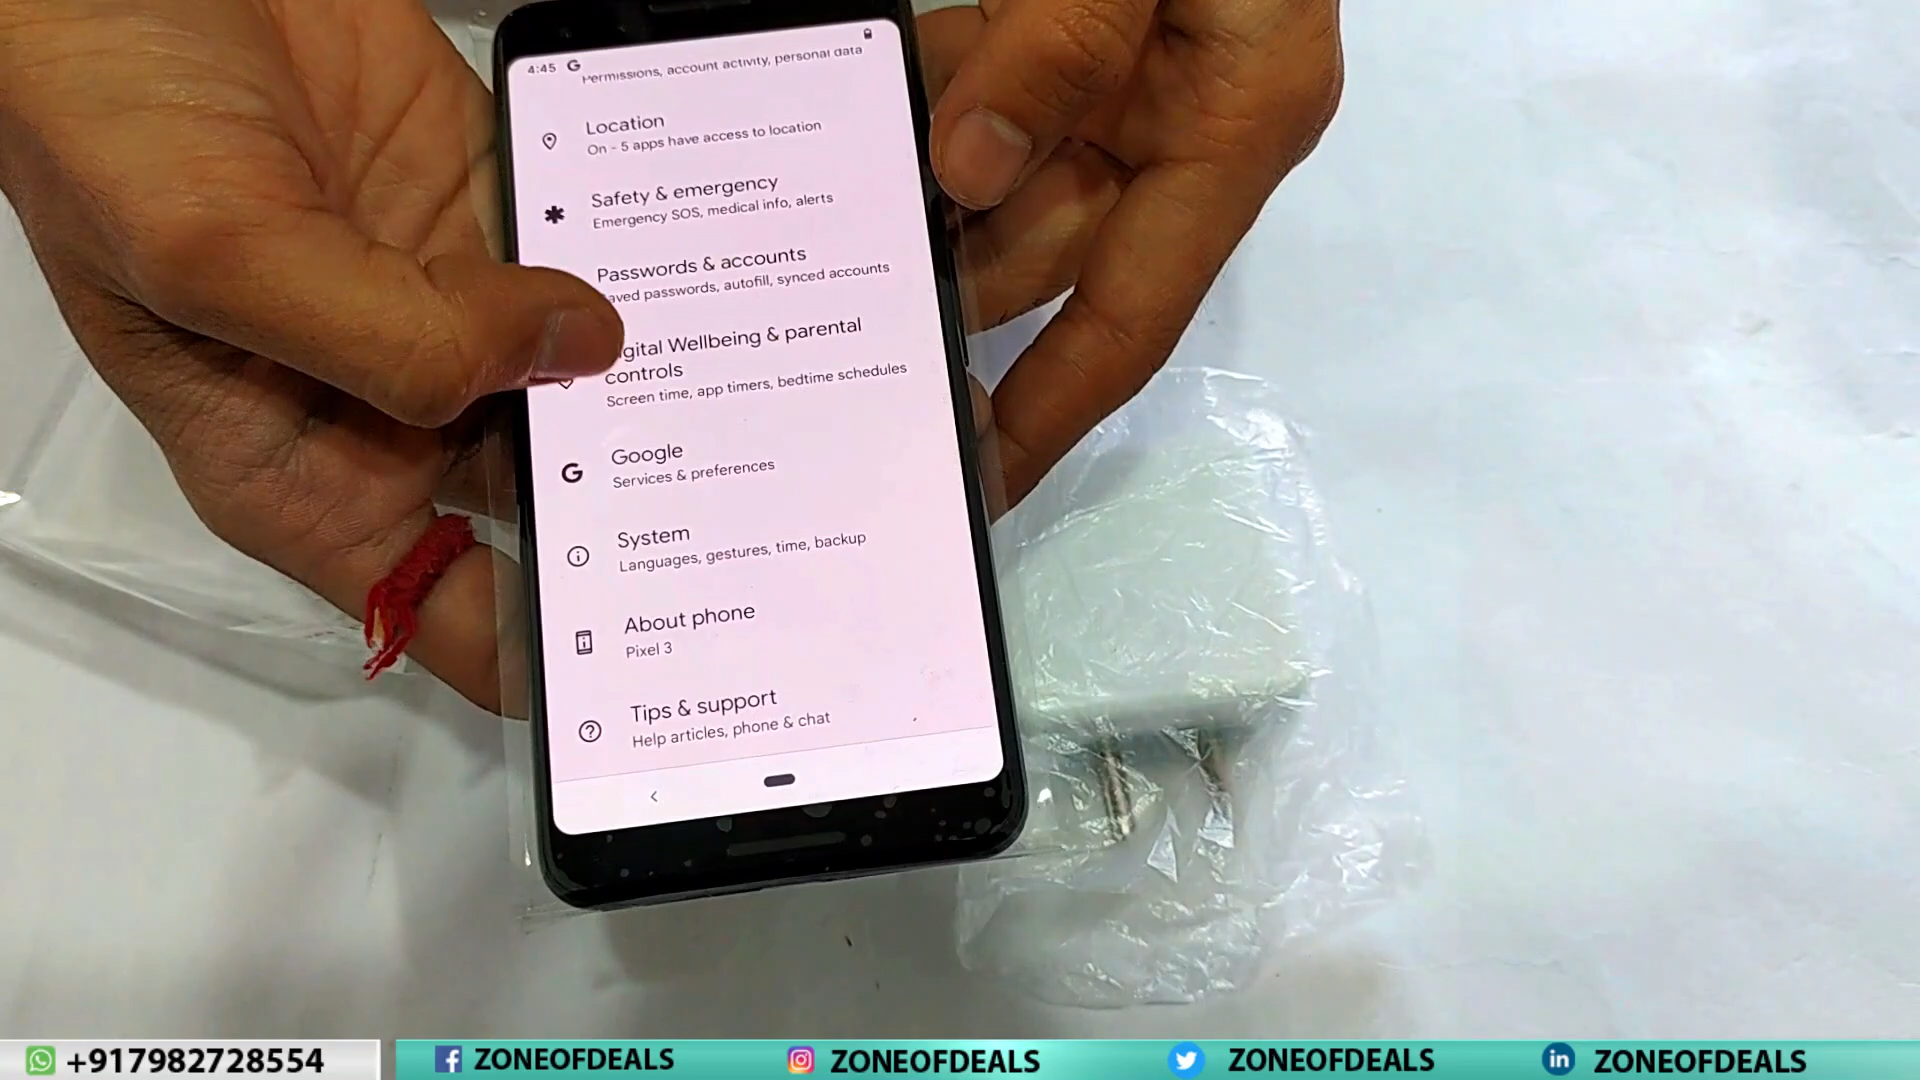 4:45 G
Permissions, account activity, personal data
Location
On - 5 apps have access to location
Safety & emergency
Emergency SOS, medical info, alerts
Passwords & accounts
aved passwords, autofill, synced accounts
igital Wellbeing & parental
controls
Screen time, app timers, bedtime schedules
G
Google
Services & preferences
System
Languages, gestures, time, backup
About phone
Pixel 3
Tips & support
Help articles, phone & chat
+917982728554 ZONEOFDEALS ZONEOFDEALS ZONEOFDEALS in ZONEOFDEALS